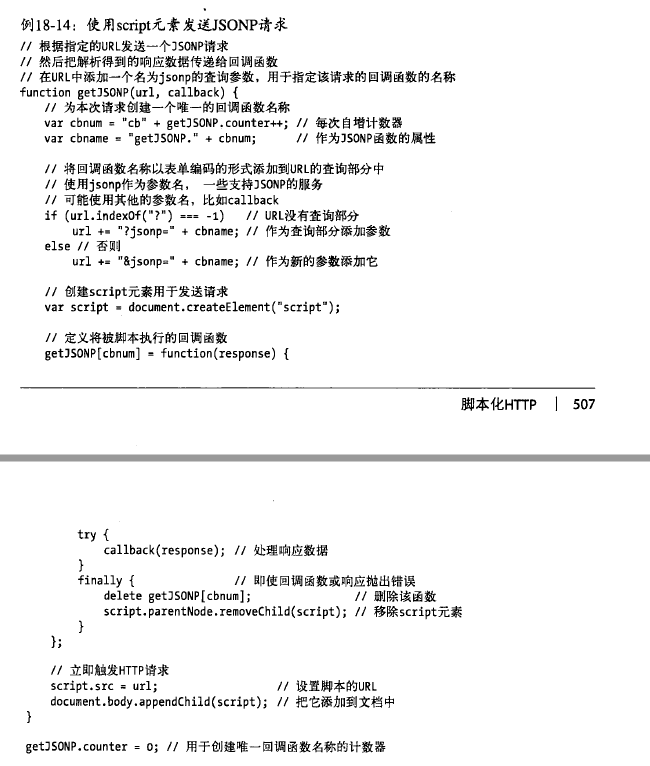 例18-14：使用script元素发送JSONP请求
// 根据指定的URL发送一个JSONP请求
// 然后把解析得到的响应数据传递给回调函数
// 在URL中添加一个名为jsonp的查询参数，用于指定该请求的回调函数的名称
function getJSONP(url, callback) {
    // 为本次请求创建一个唯一的回调函数名称
    var cbnum = "cb" + getJSONP.counter++; // 每次自增计数器
    var cbname = "getJSONP." + cbnum;      // 作为JSONP函数的属性
    // 将回调函数名称以表单编码的形式添加到URL的查询部分中
    // 使用jsonp作为参数名，一些支持JSONP的服务
    // 可能使用其他的参数名，比如callback
    if (url.indexOf("?") === -1)   // URL没有查询部分
        url += "?jsonp=" + cbname; // 作为查询部分添加参数
    else // 否则
        url += "&jsonp=" + cbname; // 作为新的参数添加它
    // 创建script元素用于发送请求
    var script = document.createElement("script");
    // 定义将被脚本执行的回调函数
    getJSONP[cbnum] = function(response) {
脚本化HTTP | 507
        try {
            callback(response); // 处理响应数据
        }
        finally {             // 即使回调函数或响应抛出错误
            delete getJSONP[cbnum];               // 删除该函数
            script.parentNode.removeChild(script); // 移除script元素
        }
    };
    // 立即触发HTTP请求
    script.src = url;                  // 设置脚本的URL
    document.body.appendChild(script); // 把它添加到文档中
}
getJSONP.counter = 0; // 用于创建唯一回调函数名称的计数器